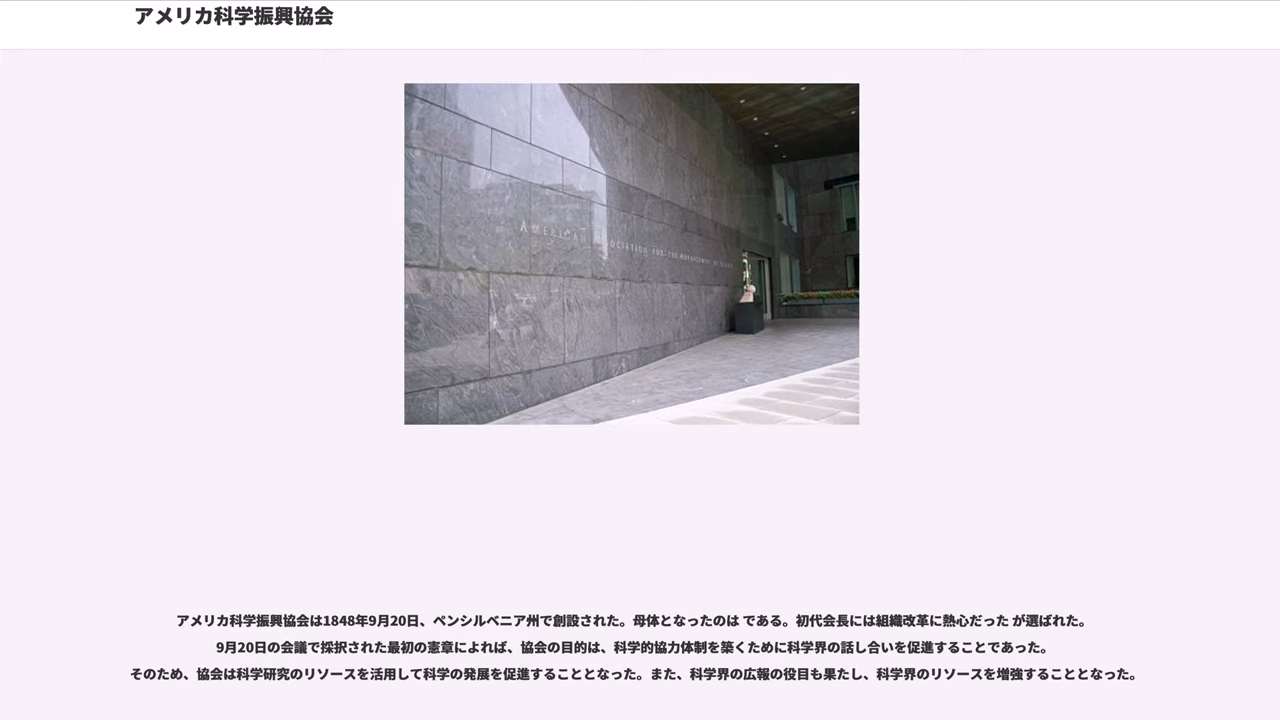 アメリカ科学振興協会
AMERICAN ASSOCIATION FOR THE ADVANCEMENT OF SCIENCE
アメリカ科学振興協会は1848年9月20日、ペンシルベニア州で創設された。母体となったのは である。初代会長には組織改革に熱心だった が選ばれた。
9月20日の会議で採択された最初の憲章によれば、協会の目的は、科学的協力体制を築くために科学界の話し合いを促進することであった。
そのため、協会は科学研究のリソースを活用して科学の発展を促進することとなった。また、科学界の広報の役目も果たし、科学界のリソースを増強することとなった。